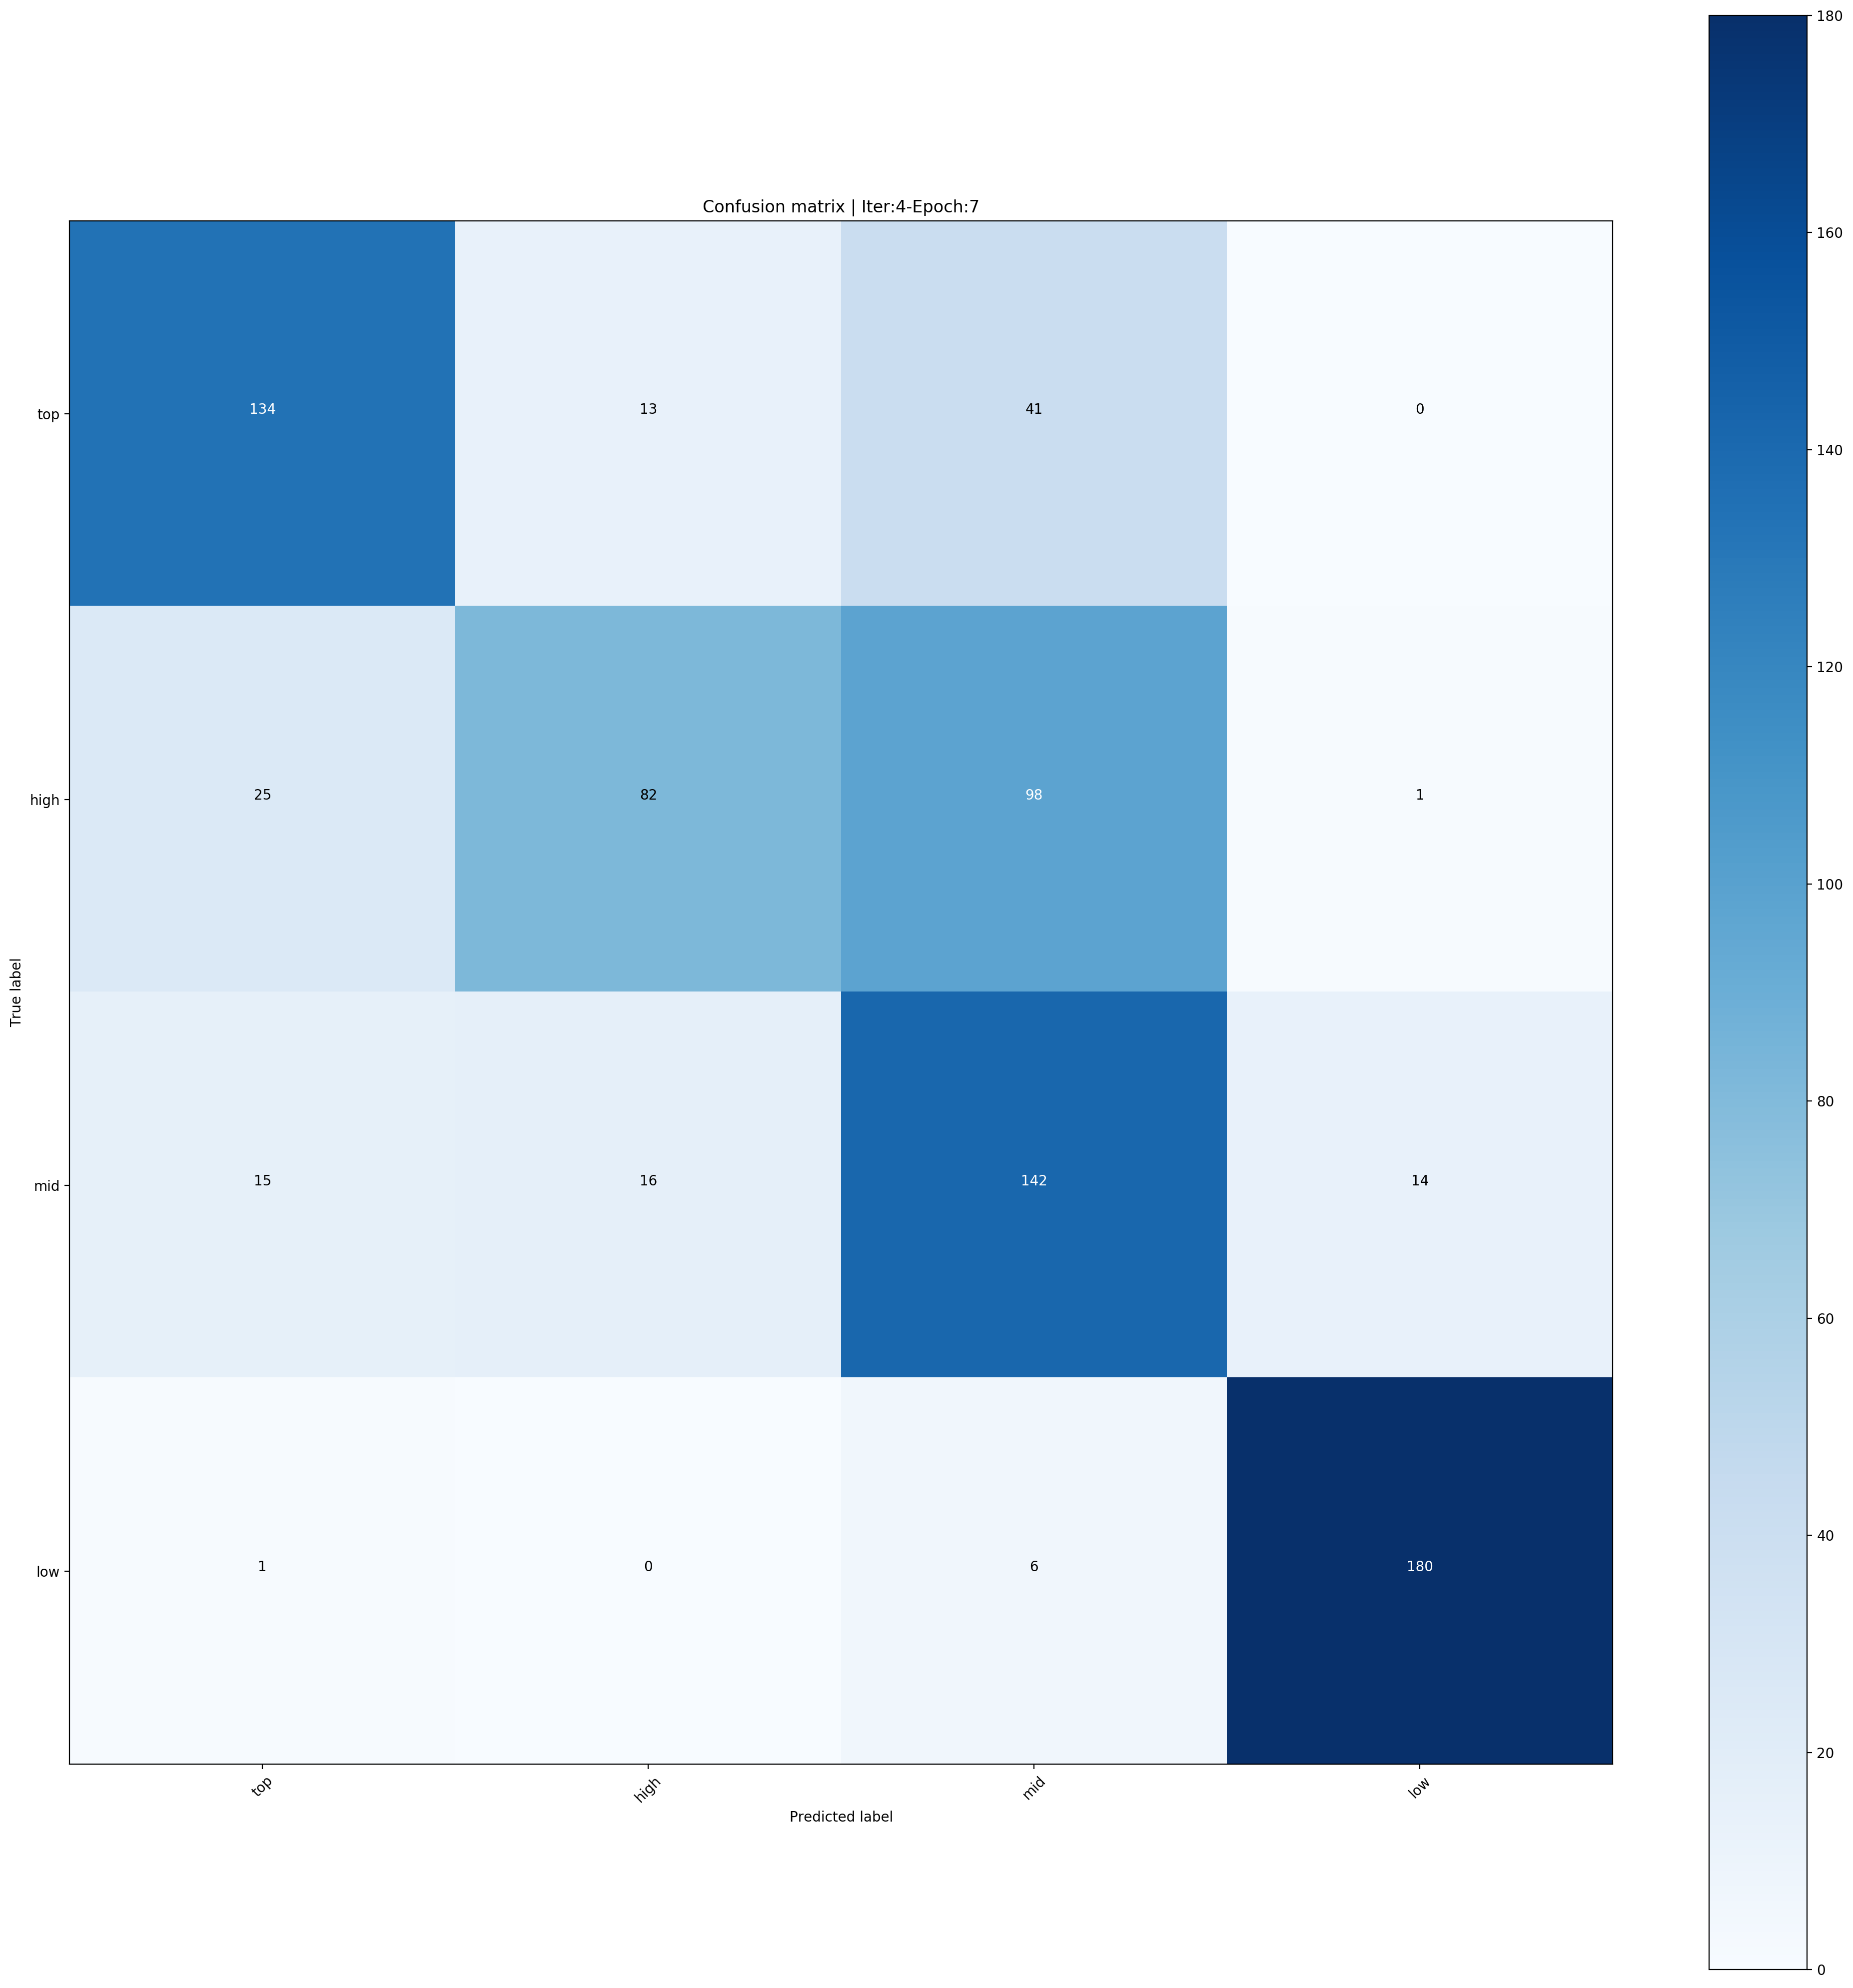 Confusion matrix | Iter:4-Epoch:7
True label
top
134 13 41 0
high
25 82 98 1
mid
15 16 142 14
low
1 0 6 180
top high mid low
Predicted label
180
160
140
120
100
80
60
40
20
0